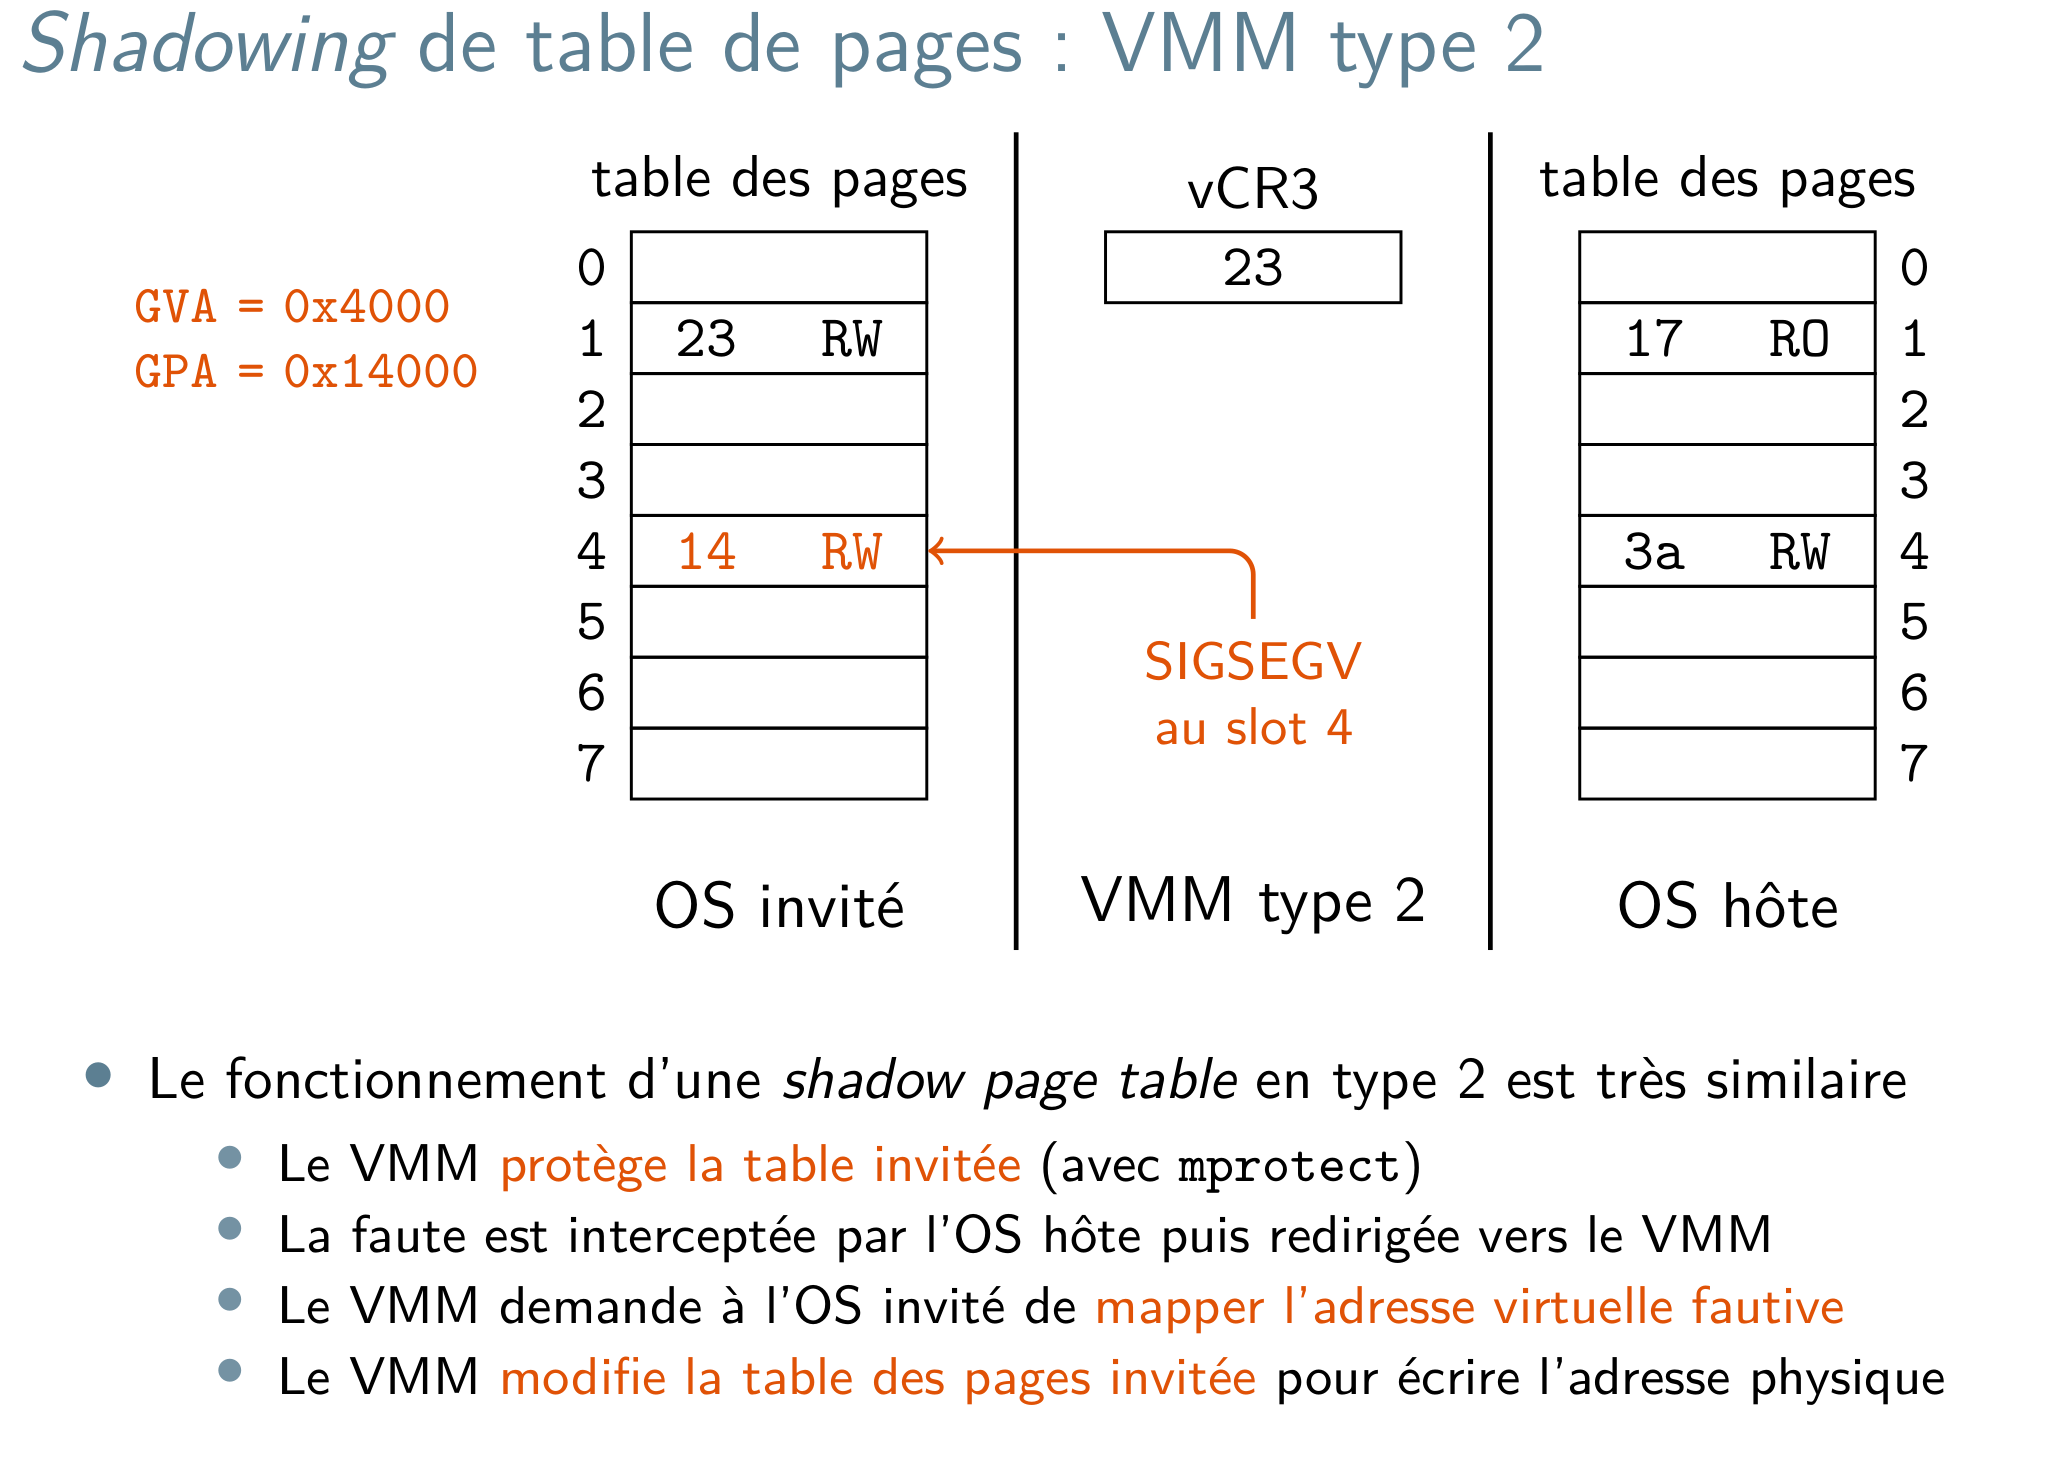 Shadowing de table de pages : VMM type 2
table des pages
vCR3
table des pages
GVA = 0x4000
GPA = 0x14000
0
1 23 RW
2
3
4 14 RW
5
6
7
23
SIGSEGV
au slot 4
0
17 RO 1
2
3
3a RW 4
5
6
7
OS invité
VMM type 2
OS hôte
Le fonctionnement d'une shadow page table en type 2 est très similaire
Le VMM protège la table invitée (avec mprotect)
La faute est interceptée par l'OS hôte puis redirigée vers le VMM
Le VMM demande à l'OS invité de mapper l'adresse virtuelle fautive
Le VMM modifie la table des pages invitée pour écrire l'adresse physique